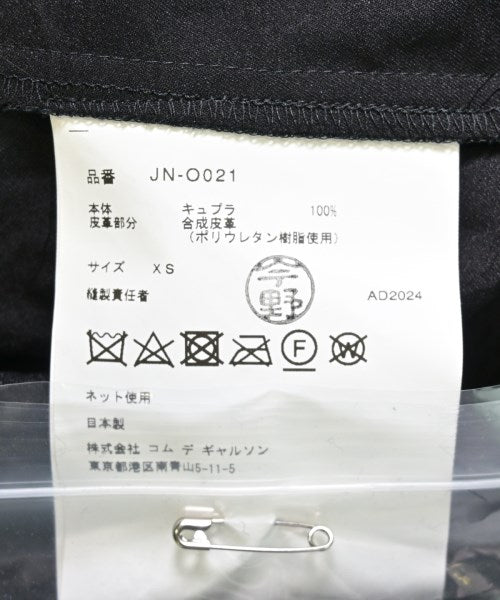 品番 JN-O021
本体 キュプラ 100%
皮革部分 合成皮革
(ポリウレタン樹脂使用)
サイズ XS
今野
縫製責任者 AD2024
F W
ネット使用
日本製
株式会社 コム デ ギャルソン
東京都港区南青山5-11-5